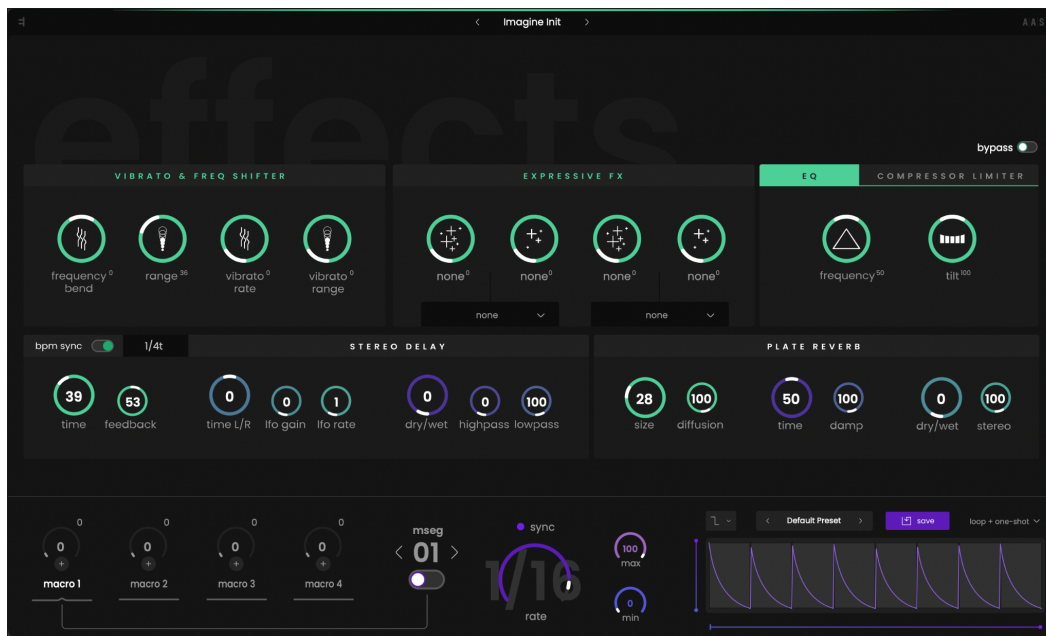 Imagine Init
AAS
effects
bypass
VIBRATO & FREQ SHIFTER
EXPRESSIVE FX
EQ
COMPRESSOR LIMITER
frequency bend 0
range 36
vibrato rate 0
vibrato range 0
none 0
none 0
none 0
none 0
frequency 50
tilt 100
none
none
bpm sync
1/4t
STEREO DELAY
PLATE REVERB
39
53
0
0
1
0
0
100
28
100
50
100
0
100
time
feedback
time L/R
lfo gain
lfo rate
dry/wet
highpass
lowpass
size
diffusion
time
damp
dry/wet
stereo
0
0
0
0
0
0
0
0
+
+
+
+
macro 1
macro 2
macro 3
macro 4
mseg
01
sync
1/16
rate
100
max
0
min
Default Preset
save
loop + one-shot